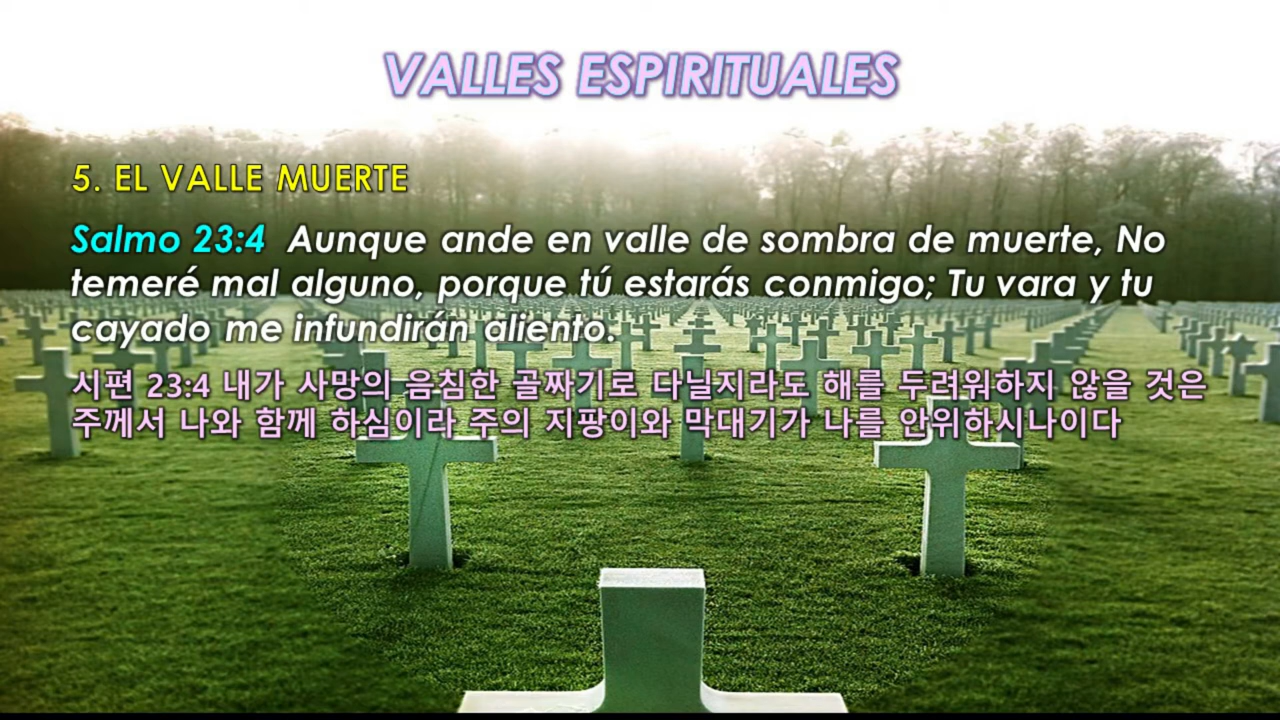 VALLES ESPIRITUALES
5. EL VALLE MUERTE
Salmo 23:4 Aunque ande en valle de sombra de muerte, No
temeré mal alguno, porque tú estarás conmigo; Tu vara y tu
cayado me infundirán aliento.
시편 23:4 내가 사망의 음침한 골짜기로 다닐지라도 해를 두려워하지 않을 것은
주께서 나와 함께 하심이라 주의 지팡이와 막대기가 나를 안위하시나이다